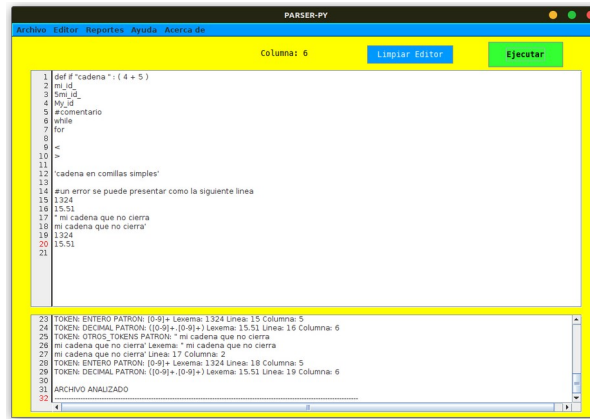 PARSER-PY
Archivo Editor Reportes Ayuda Acerca de
Columna: 6
Limpiar Editor
Ejecutar
1 def if "cadena " : ( 4 + 5 )
2 mi_id_
3 5mi_id_
4 My_id
5 #comentario
6 while
7 for
8
9 <
10 >
11
12 'cadena en comillas simples'
13
14 #un error se puede presentar como la siguiente linea
15 1324
16 15.51
17 " mi cadena que no cierra
18 mi cadena que no cierra'
19 1324
20 15.51
21
23 TOKEN: ENTERO PATRON: [0-9]+ Lexema: 1324 Linea: 15 Columna: 5
24 TOKEN: DECIMAL PATRON: ([0-9]+.[0-9]+) Lexema: 15.51 Linea: 16 Columna: 6
25 TOKEN: OTROS_TOKENS PATRON: " mi cadena que no cierra
26 mi cadena que no cierra' Lexema: " mi cadena que no cierra
27 mi cadena que no cierra' Linea: 17 Columna: 2
28 TOKEN: ENTERO PATRON: [0-9]+ Lexema: 1324 Linea: 18 Columna: 5
29 TOKEN: DECIMAL PATRON: ([0-9]+.[0-9]+) Lexema: 15.51 Linea: 19 Columna: 6
30
31 ARCHIVO ANALIZADO
32 ----------------------------------------------------------------------